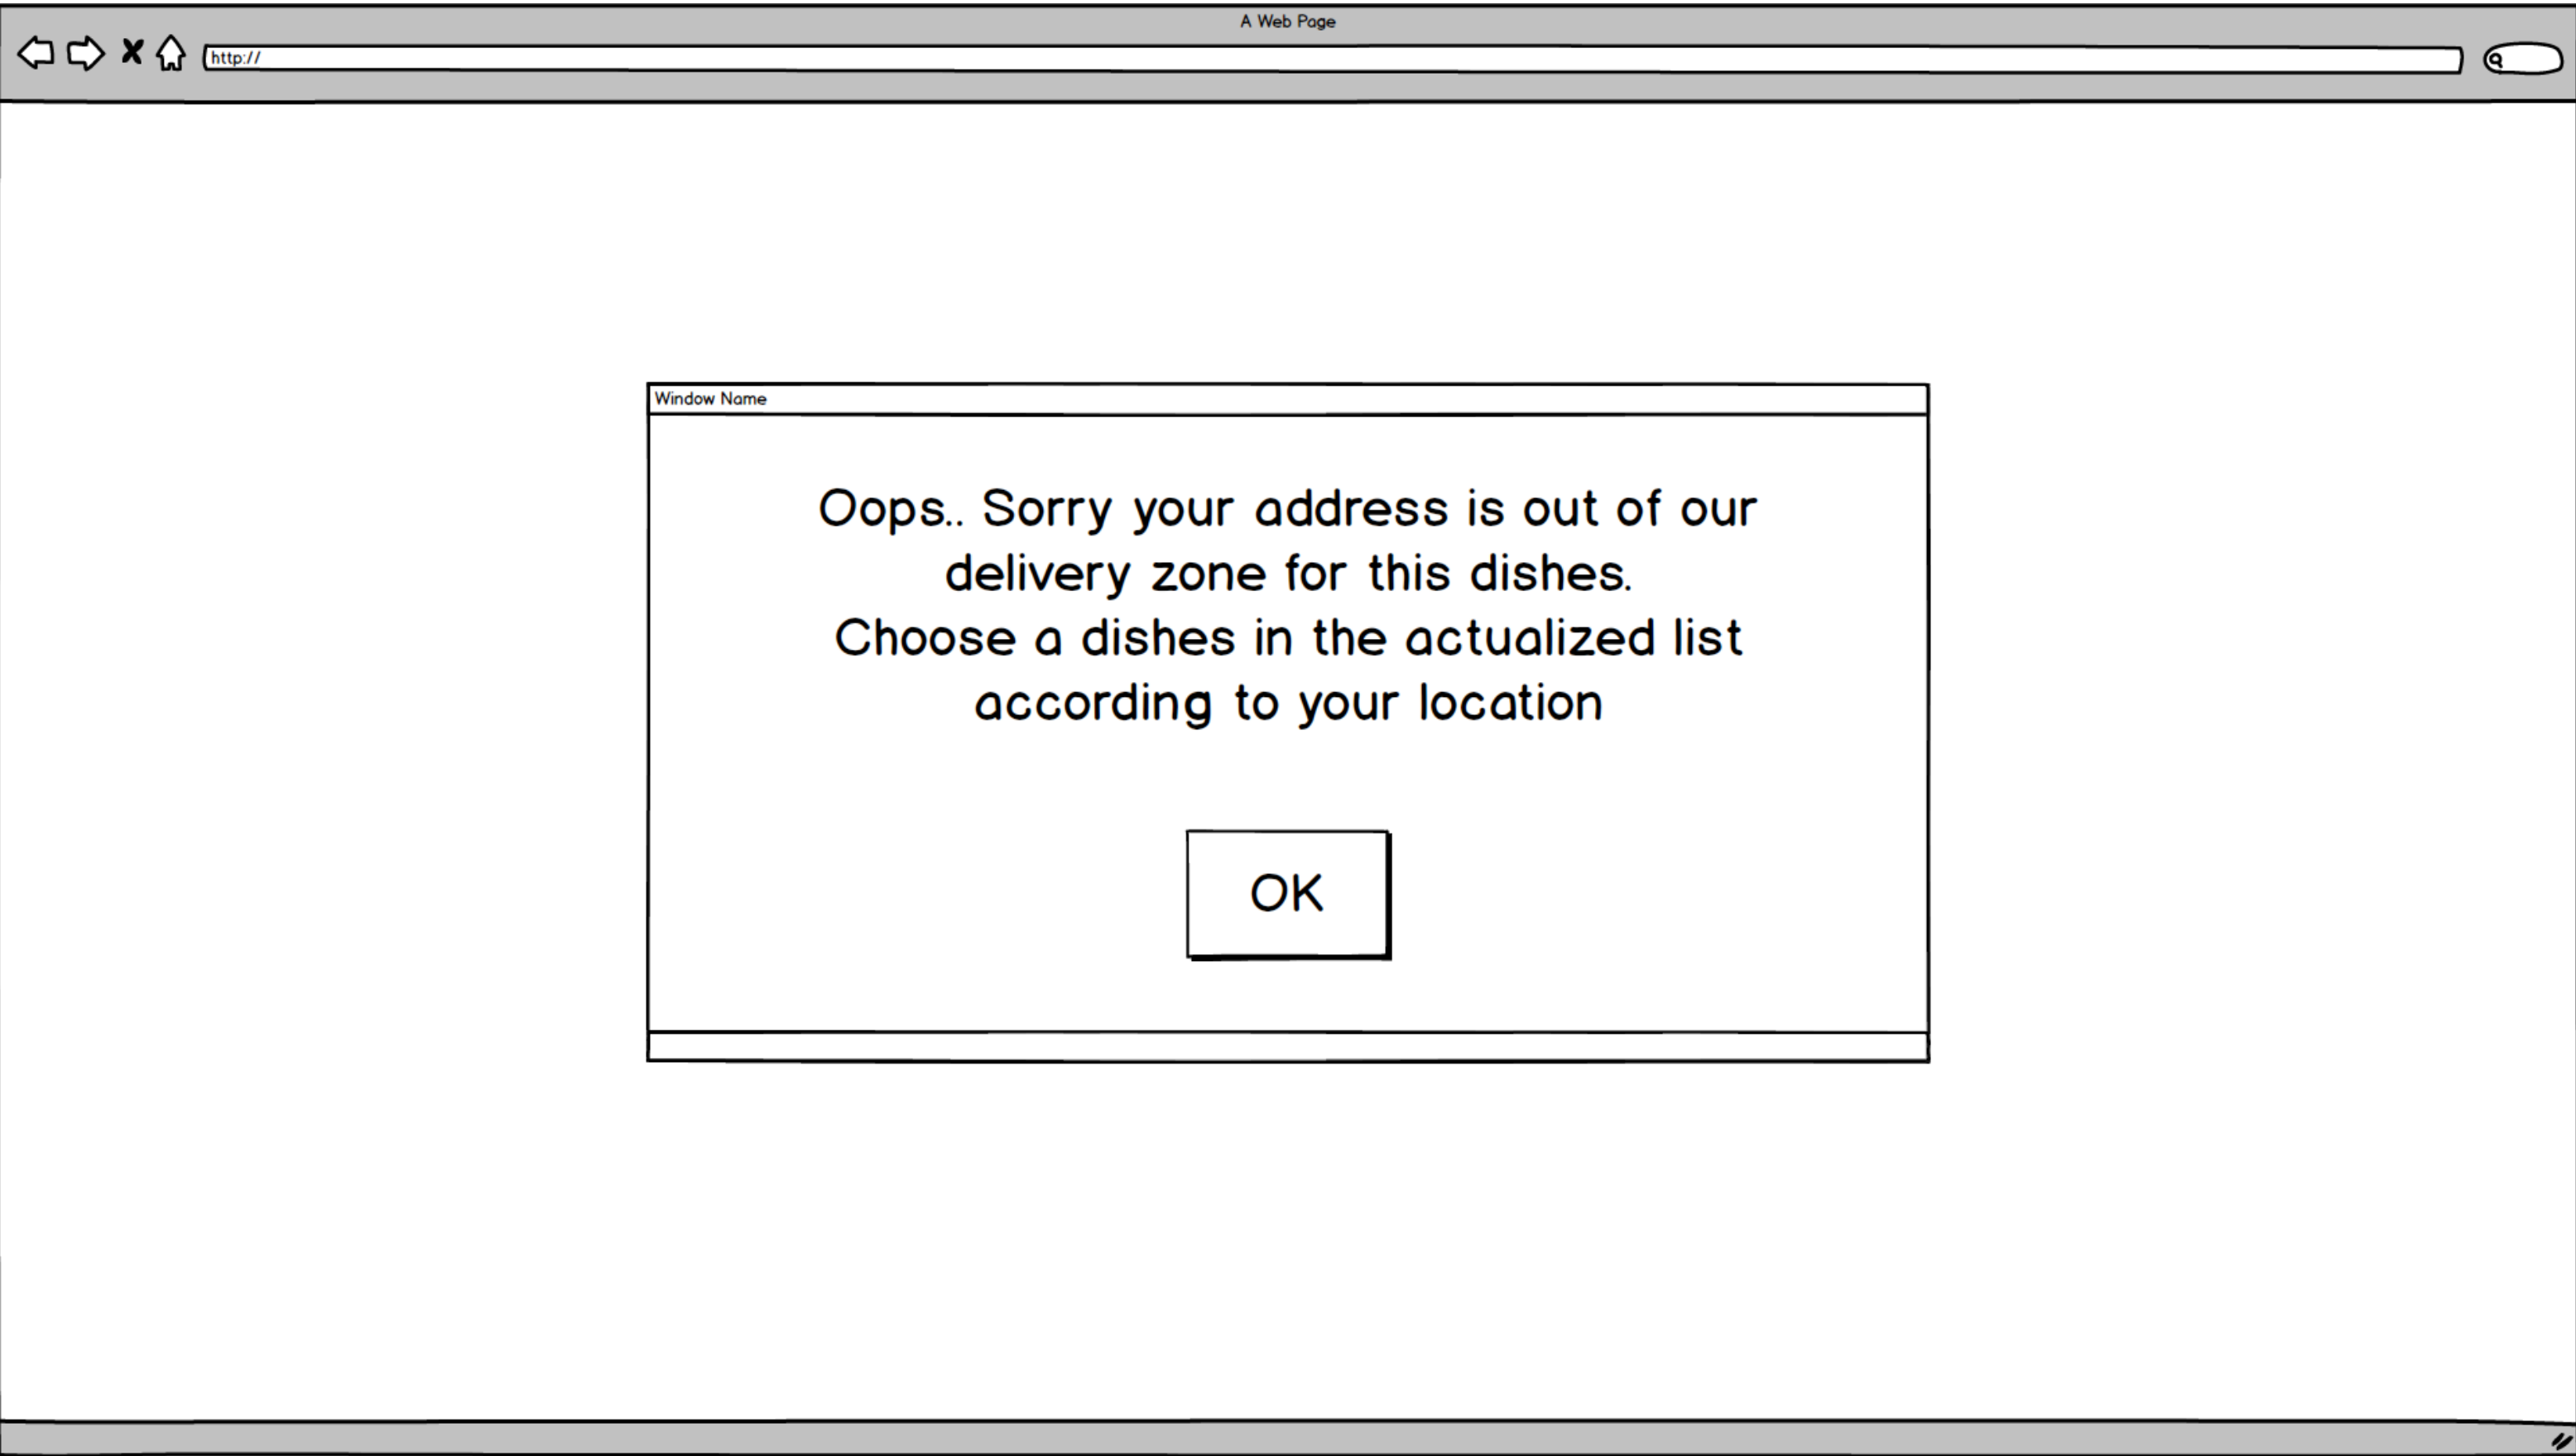 A Web Page
http://
Window Name
Oops.. Sorry your address is out of our
delivery zone for this dishes.
Choose a dishes in the actualized list
according to your location
OK